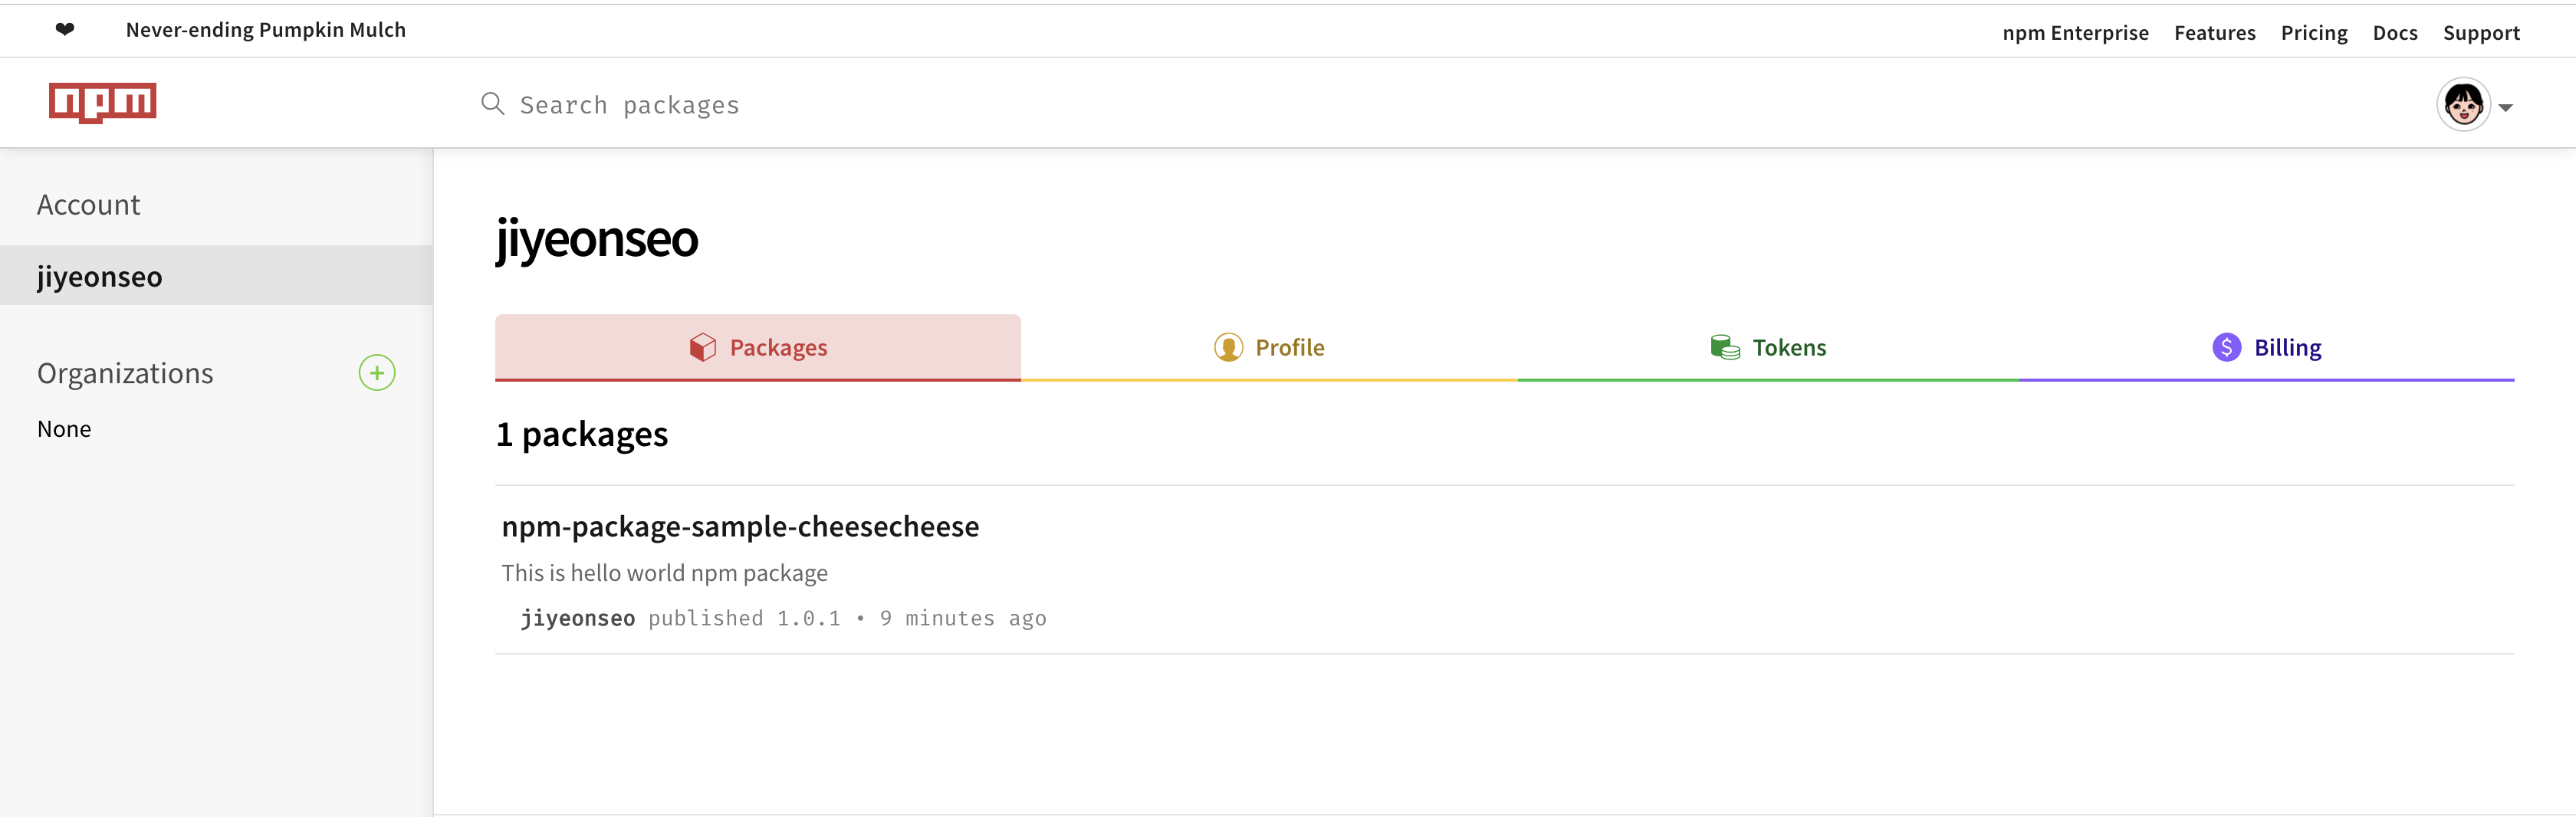 ❤ Never-ending Pumpkin Mulch npm Enterprise Features Pricing Docs Support
npm Search packages
Account
jiyeonseo
Organizations +
None
jiyeonseo
Packages Profile Tokens $ Billing
1 packages
npm-package-sample-cheesecheese
This is hello world npm package
jiyeonseo published 1.0.1 • 9 minutes ago